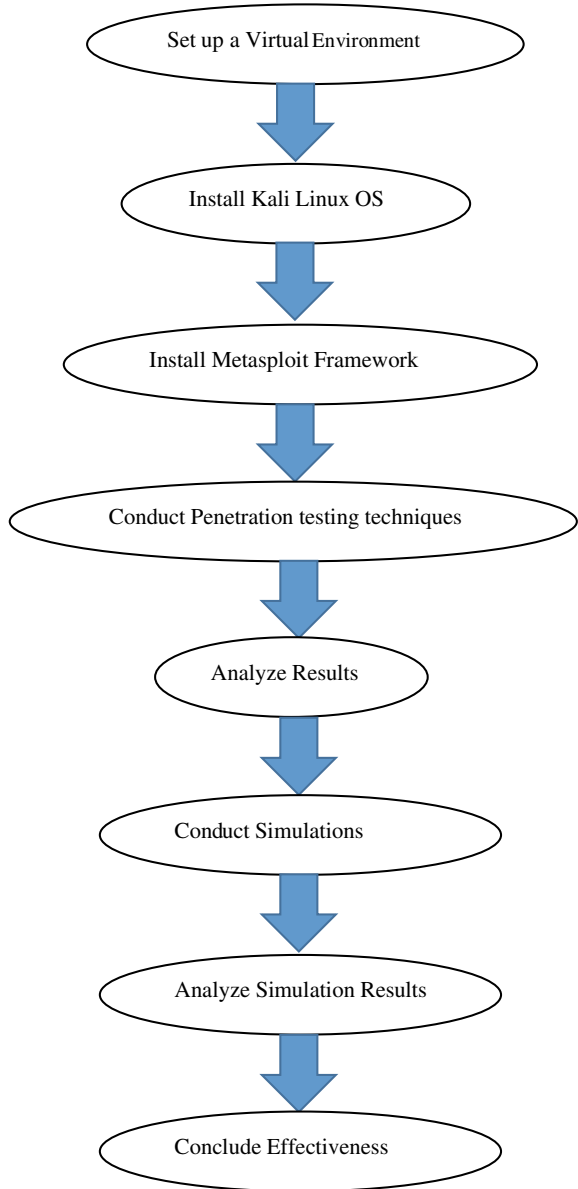 Set up a Virtual Environment
Install Kali Linux OS
Install Metasploit Framework
Conduct Penetration testing techniques
Analyze Results
Conduct Simulations
Analyze Simulation Results
Conclude Effectiveness